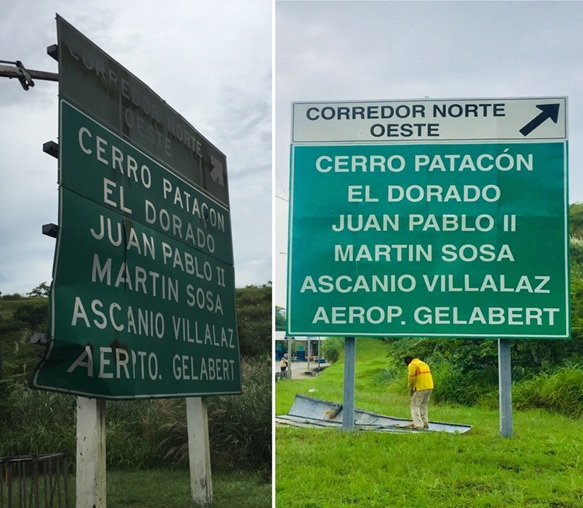 CORREDOR NORTE
OESTE
CERRO PATACON
EL DORADO
JUAN PABLO II
MARTIN SOSA
ASCANIO VILLALAZ
AERPTO. GELABERT
CORREDOR NORTE
OESTE
CERRO PATACÓN
EL DORADO
JUAN PABLO II
MARTIN SOSA
ASCANIO VILLALAZ
AEROP. GELABERT